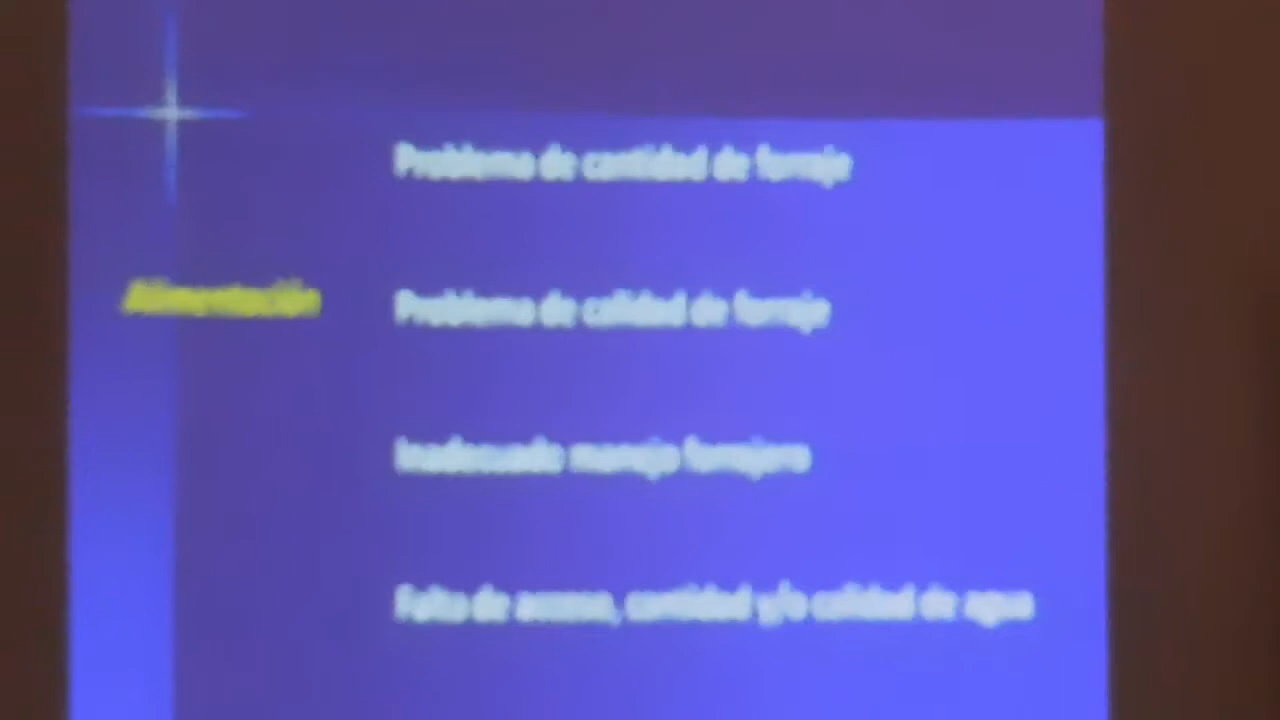 Problema de cantidad de forraje
Alimentación
Problema de calidad de forraje
Inadecuado manejo forrajero
Falta de acceso, cantidad y/o calidad de agua